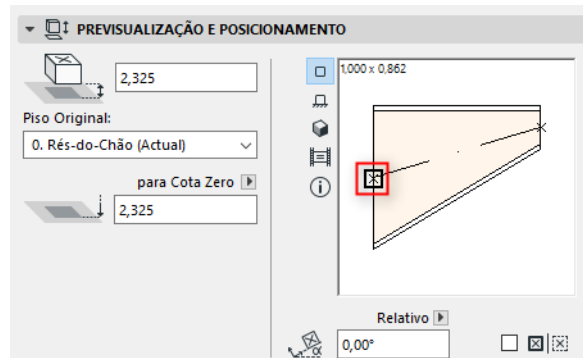 PREVISUALIZAÇÃO E POSICIONAMENTO
2,325
Piso Original:
0. Rés-do-Chão (Actual)
para Cota Zero
2,325
1,000 x 0,862
Relativo
α
0,00°